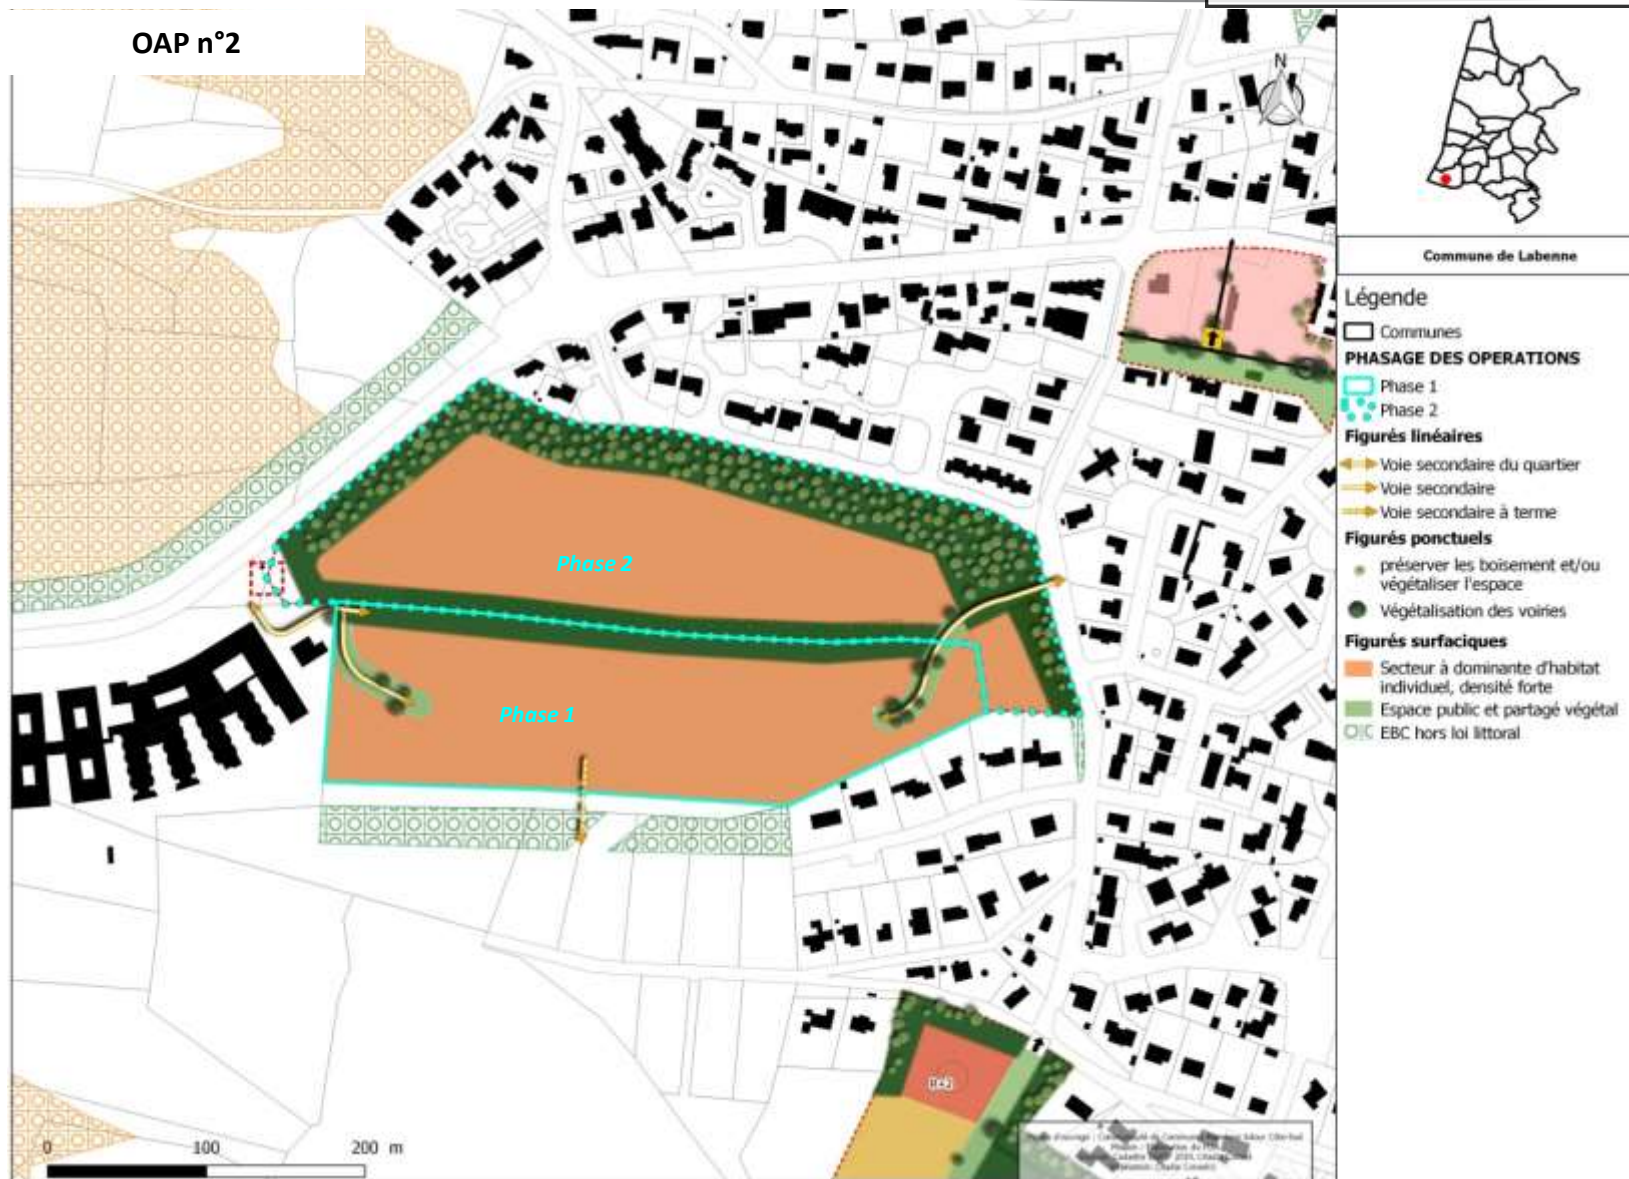 OAP n°2
N
Commune de Labenne
Légende
Communes
PHASAGE DES OPERATIONS
Phase 1
Phase 2
Figurés linéaires
Voie secondaire du quartier
Voie secondaire
Voie secondaire à terme
Figurés ponctuels
préserver les boisement et/ou
végétaliser l'espace
Végétalisation des voiries
Figurés surfaciques
Secteur à dominante d'habitat
individuel, densité forte
Espace public et partagé végétal
EBC hors loi littoral
Phase 2
Phase 1
R+2
0 100 200 m